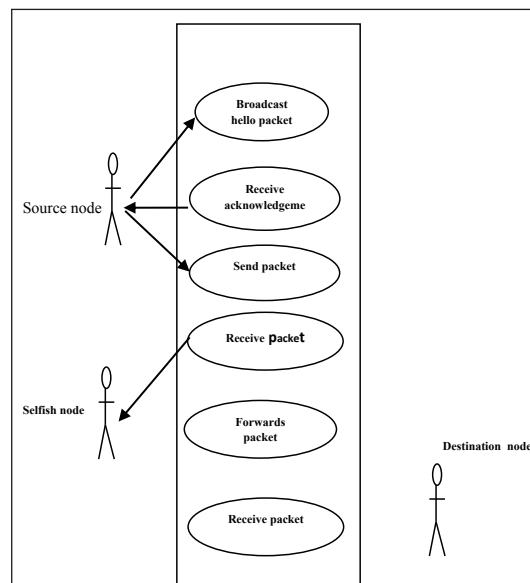 Broadcast
hello packet
Source node
Receive
acknowledgeme
Send packet
Receive packet
Selfish node
Forwards
packet
Destination node
Receive packet